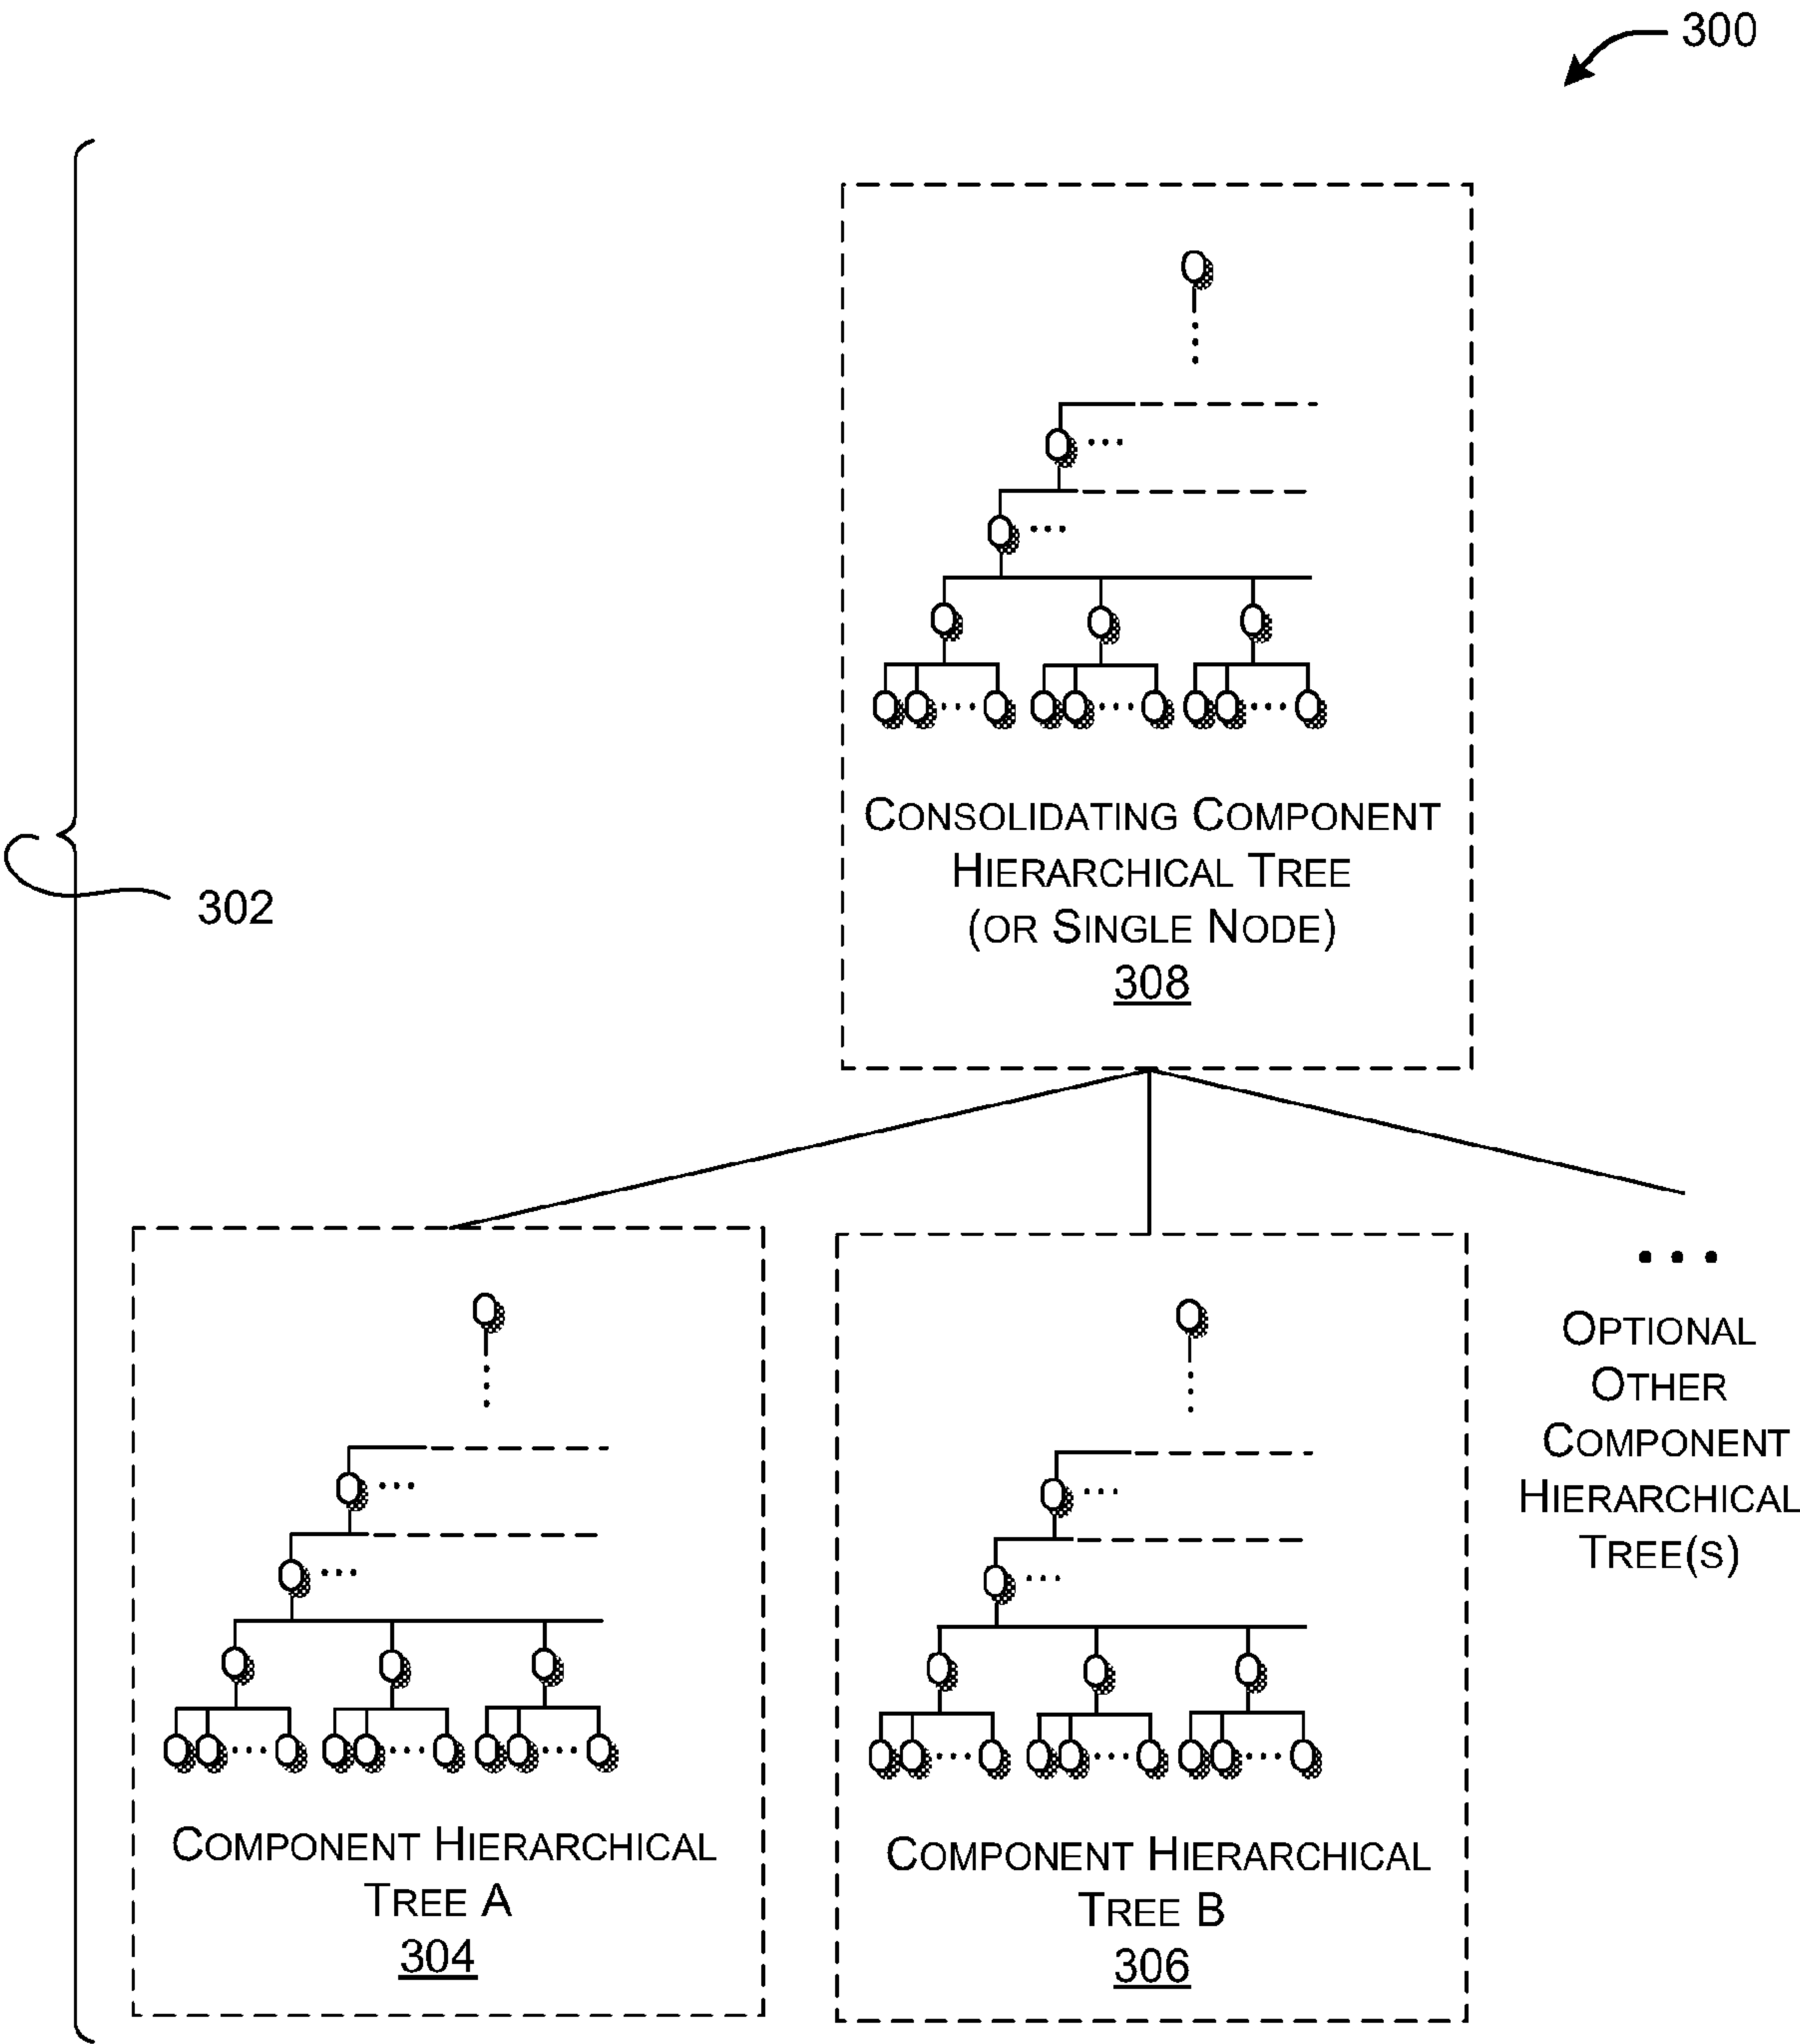 300
CONSOLIDATING COMPONENT
HIERARCHICAL TREE
(OR SINGLE NODE)
308
302
OPTIONAL
OTHER
COMPONENT
HIERARCHICAL
TREE(S)
COMPONENT HIERARCHICAL
TREE A
304
COMPONENT HIERARCHICAL
TREE B
306